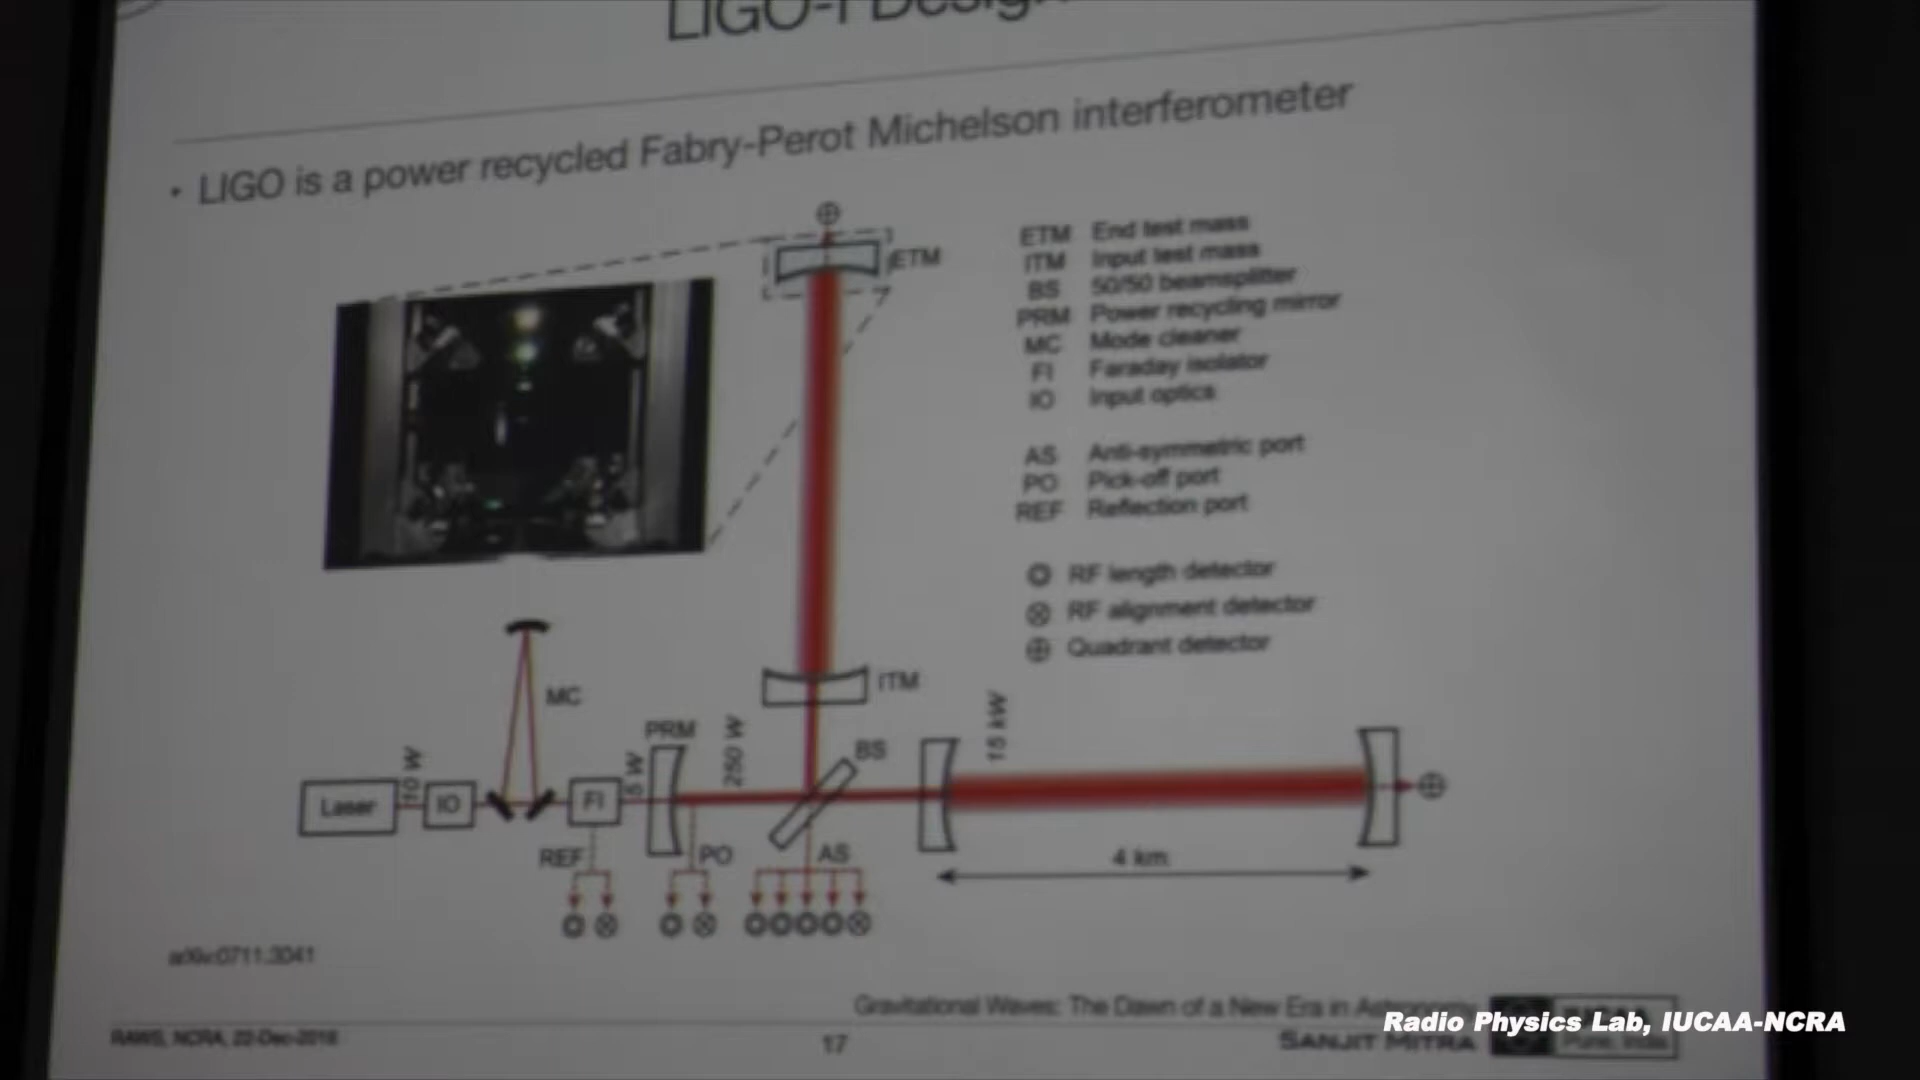 LIGO-I Design
• LIGO is a power recycled Fabry-Perot Michelson interferometer
ETM
ETM End test mass
ITM Input test mass
BS 50/50 beamsplitter
PRM Power recycling mirror
MC Mode cleaner
FI Faraday isolator
IO Input optics
AS Anti-symmetric port
PO Pick-off port
REF Reflection port
RF length detector
RF alignment detector
Quadrant detector
MC
ITM
PRM
250 W
BS
15 kW
Laser
10 W
IO
FI
5 W
REF
PO
AS
4 km
arXiv:0711.3041
Gravitational Waves: The Dawn of a New Era in Astronomy
RAWS, NCRA, 22-Dec-2016
17
SANJIT MITRA
Pune, India
Radio Physics Lab, IUCAA-NCRA